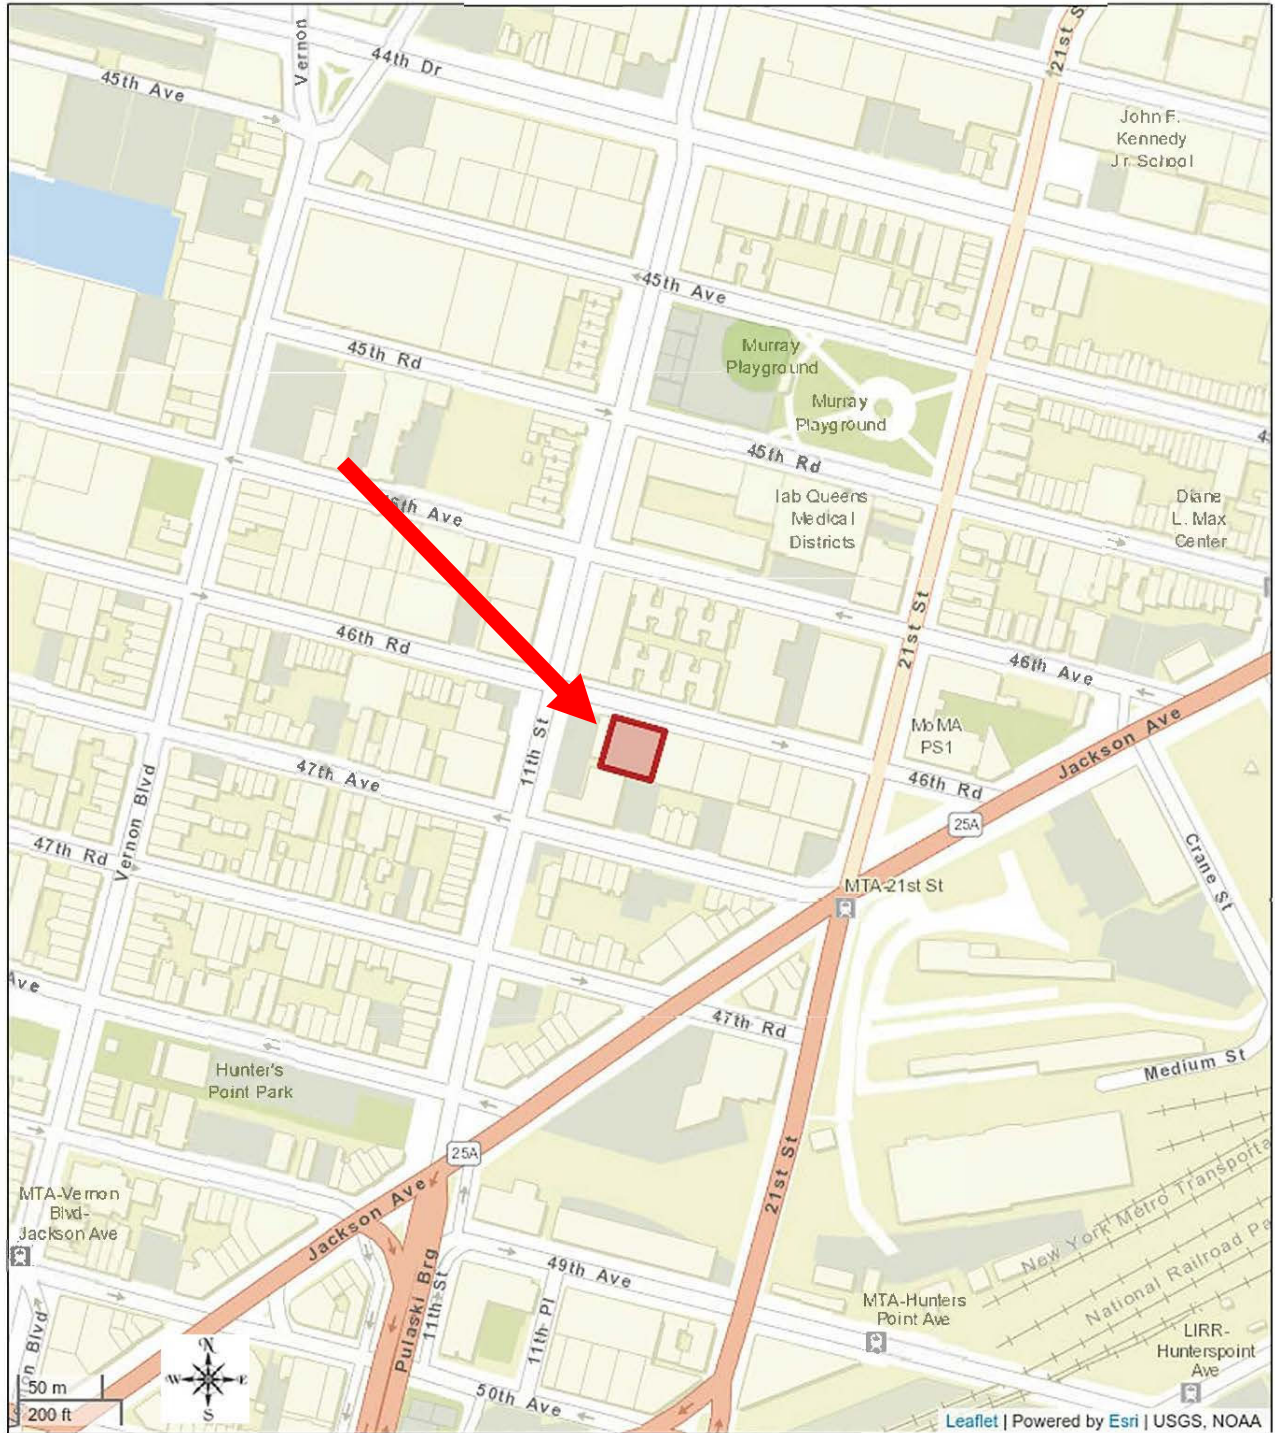 Vernon
44th Dr
21st S
45th Ave
John F.
Kennedy
Jr School
45th Ave
45th Rd
Murray
Playground
Murray
Playground
45th Rd
lab Queens
Medical
Districts
Diane
L. Max
Center
6th Ave
46th Rd
21st St
46th Ave
MoMA
PS1
Jackson Ave
11th St
47th Ave
46th Rd
25A
Vernon Blvd
47th Rd
Crane St
MTA-21st St
Ave
47th Rd
Hunter's
Point Park
Medium St
25A
21st St
MTA-Vernon
Blvd-
Jackson Ave
Jackson Ave
New York Metro Transporta
National Railroad Pa
49th Ave
Pulaski Brg
11th St
11th Pl
MTA-Hunters
Point Ave
LIRR-
Hunterspoint
Ave
Blvd
N
W E
S
50 m
200 ft
50th Ave
Leaflet | Powered by Esri | USGS, NOAA